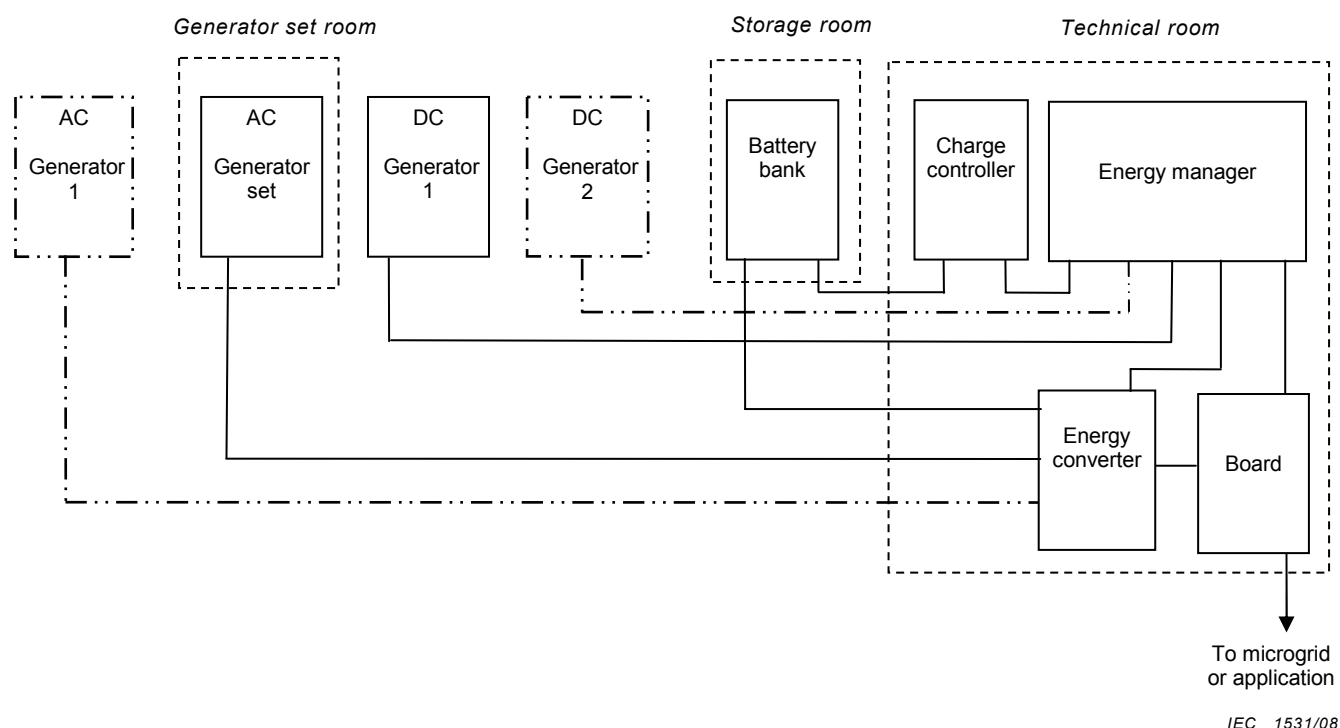 Generator set room
Storage room
Technical room
AC
Generator
1
AC
Generator
set
DC
Generator
1
DC
Generator
2
Battery
bank
Charge
controller
Energy manager
Energy
converter
Board
To microgrid
or application
IEC 1531/08